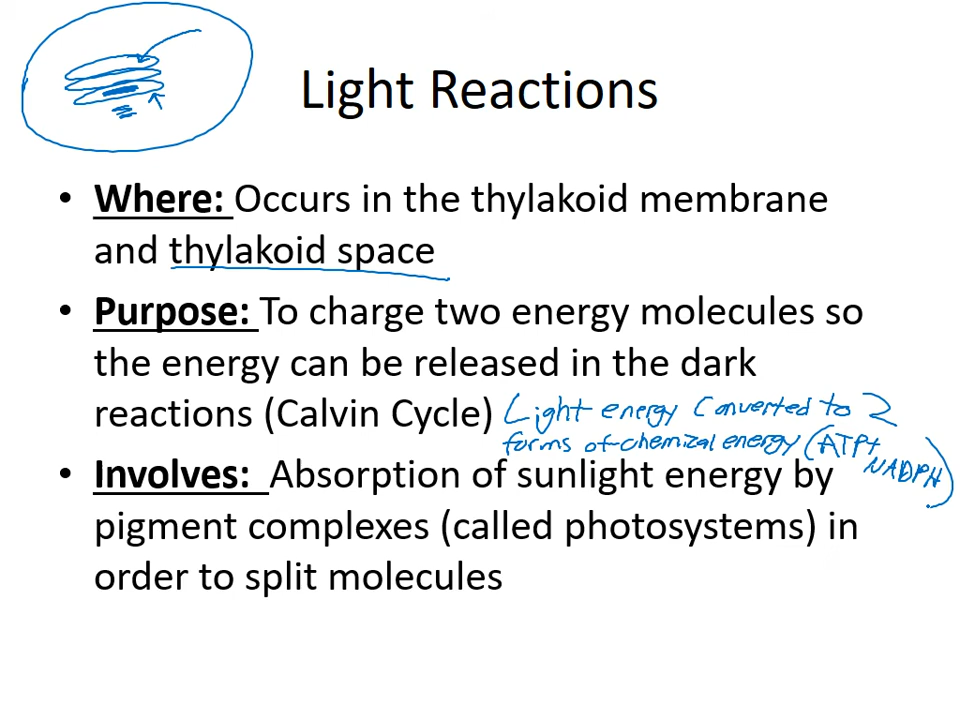 Light Reactions
• Where: Occurs in the thylakoid membrane
and thylakoid space
• Purpose: To charge two energy molecules so
the energy can be released in the dark
reactions (Calvin Cycle) Light energy converted to 2
forms of chemical energy (ATP+
NADPH)
• Involves: Absorption of sunlight energy by
pigment complexes (called photosystems) in
order to split molecules